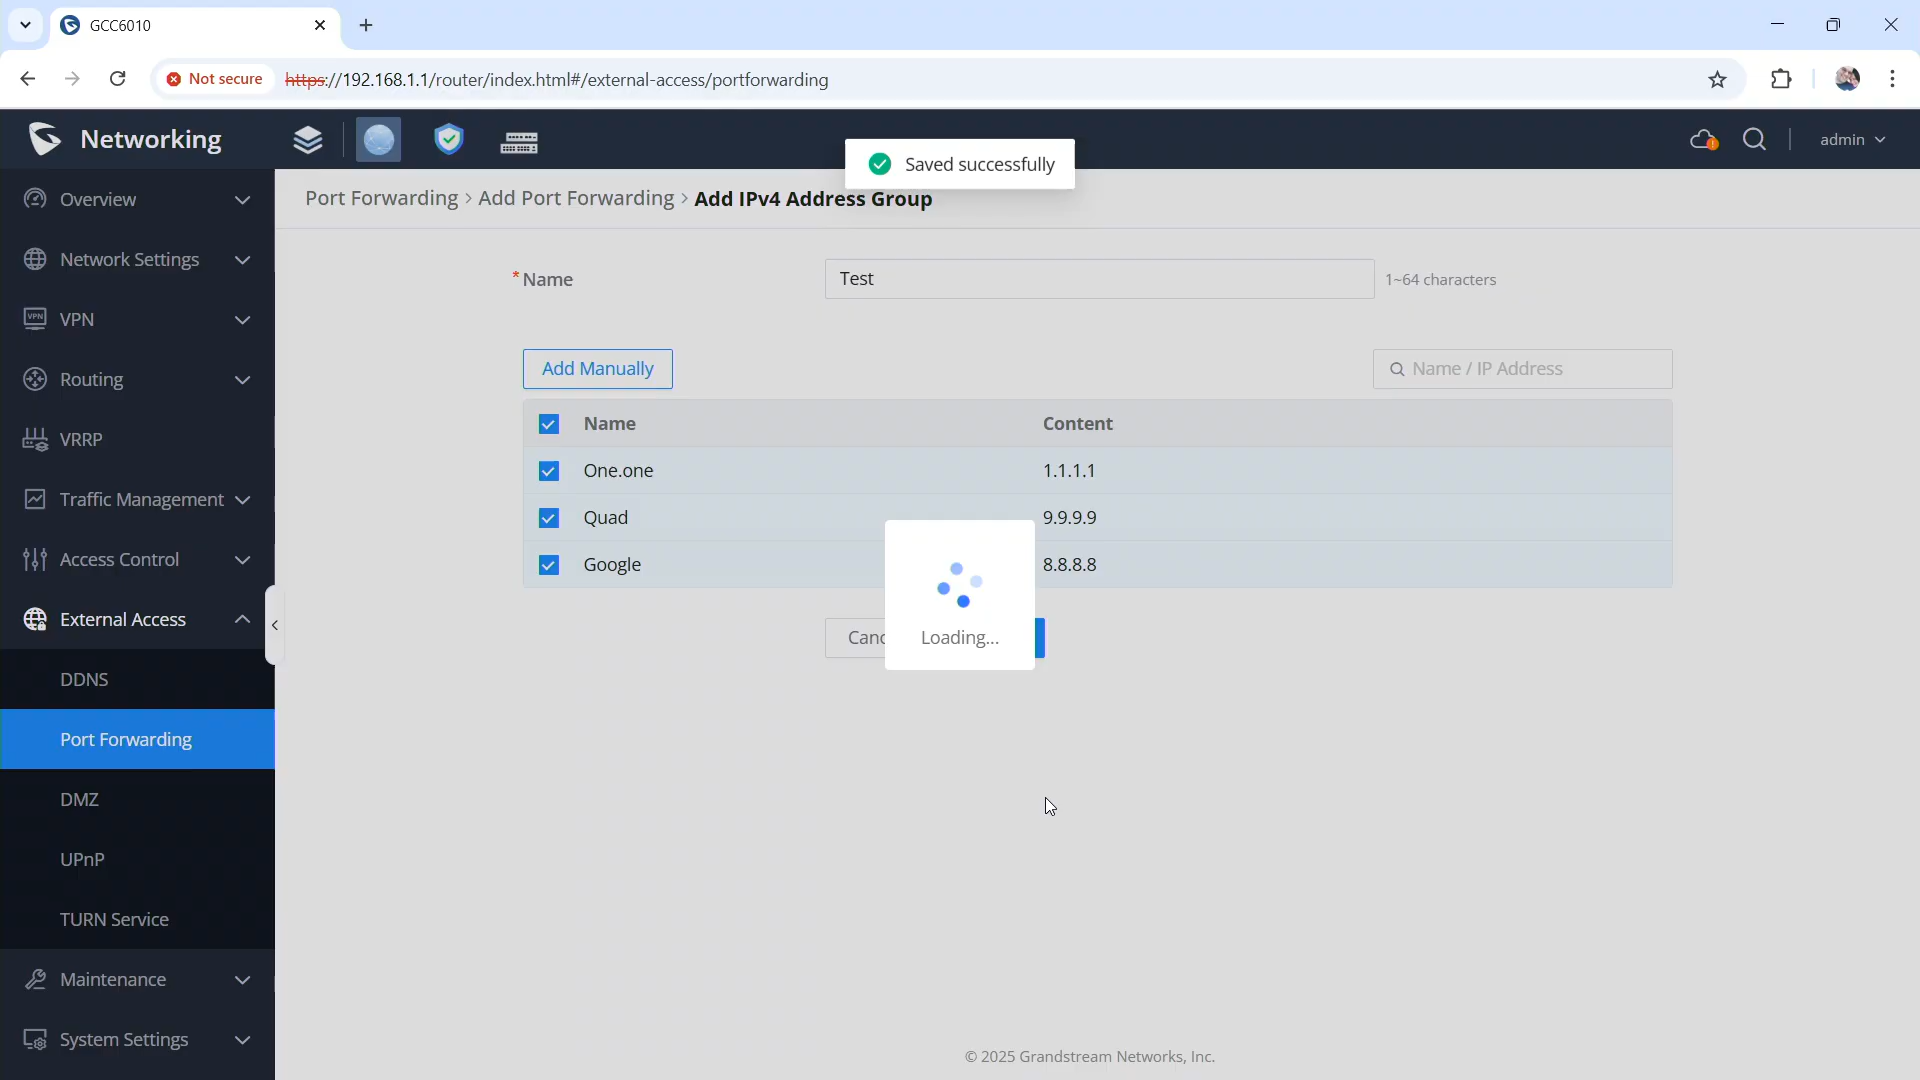 GCC6010
Not secure https://192.168.1.1/router/index.html#/external-access/portforwarding
Networking
admin
Saved successfully
Overview
Network Settings
VPN
VPN
Routing
VRRP
Traffic Management
Access Control
External Access
DDNS
Port Forwarding
DMZ
UPnP
TURN Service
Maintenance
System Settings
Port Forwarding > Add Port Forwarding > Add IPv4 Address Group
* Name Test 1~64 characters
Add Manually Name / IP Address
Name Content
One.one 1.1.1.1
Quad 9.9.9.9
Google 8.8.8.8
Canc
Loading...
© 2025 Grandstream Networks, Inc.